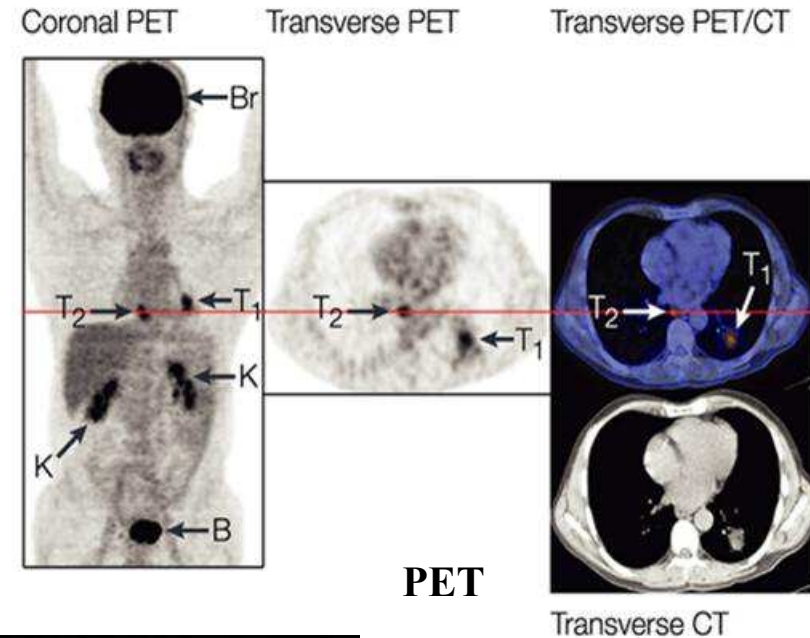 Coronal PET
Transverse PET
Transverse PET/CT
Br
T2
T1
K
K
B
T2
T1
T2
T1
PET
Transverse CT